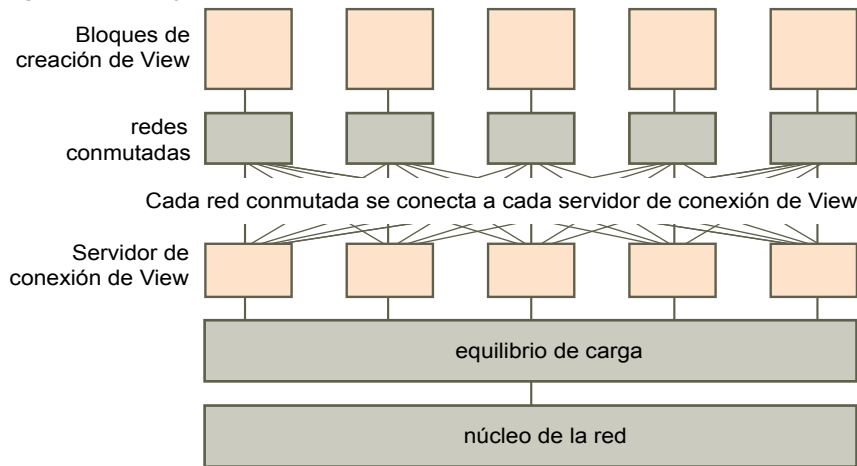 Bloques de
creación de View
redes
conmutadas
Cada red conmutada se conecta a cada servidor de conexión de View
Servidor de
conexión de View
equilibrio de carga
núcleo de la red